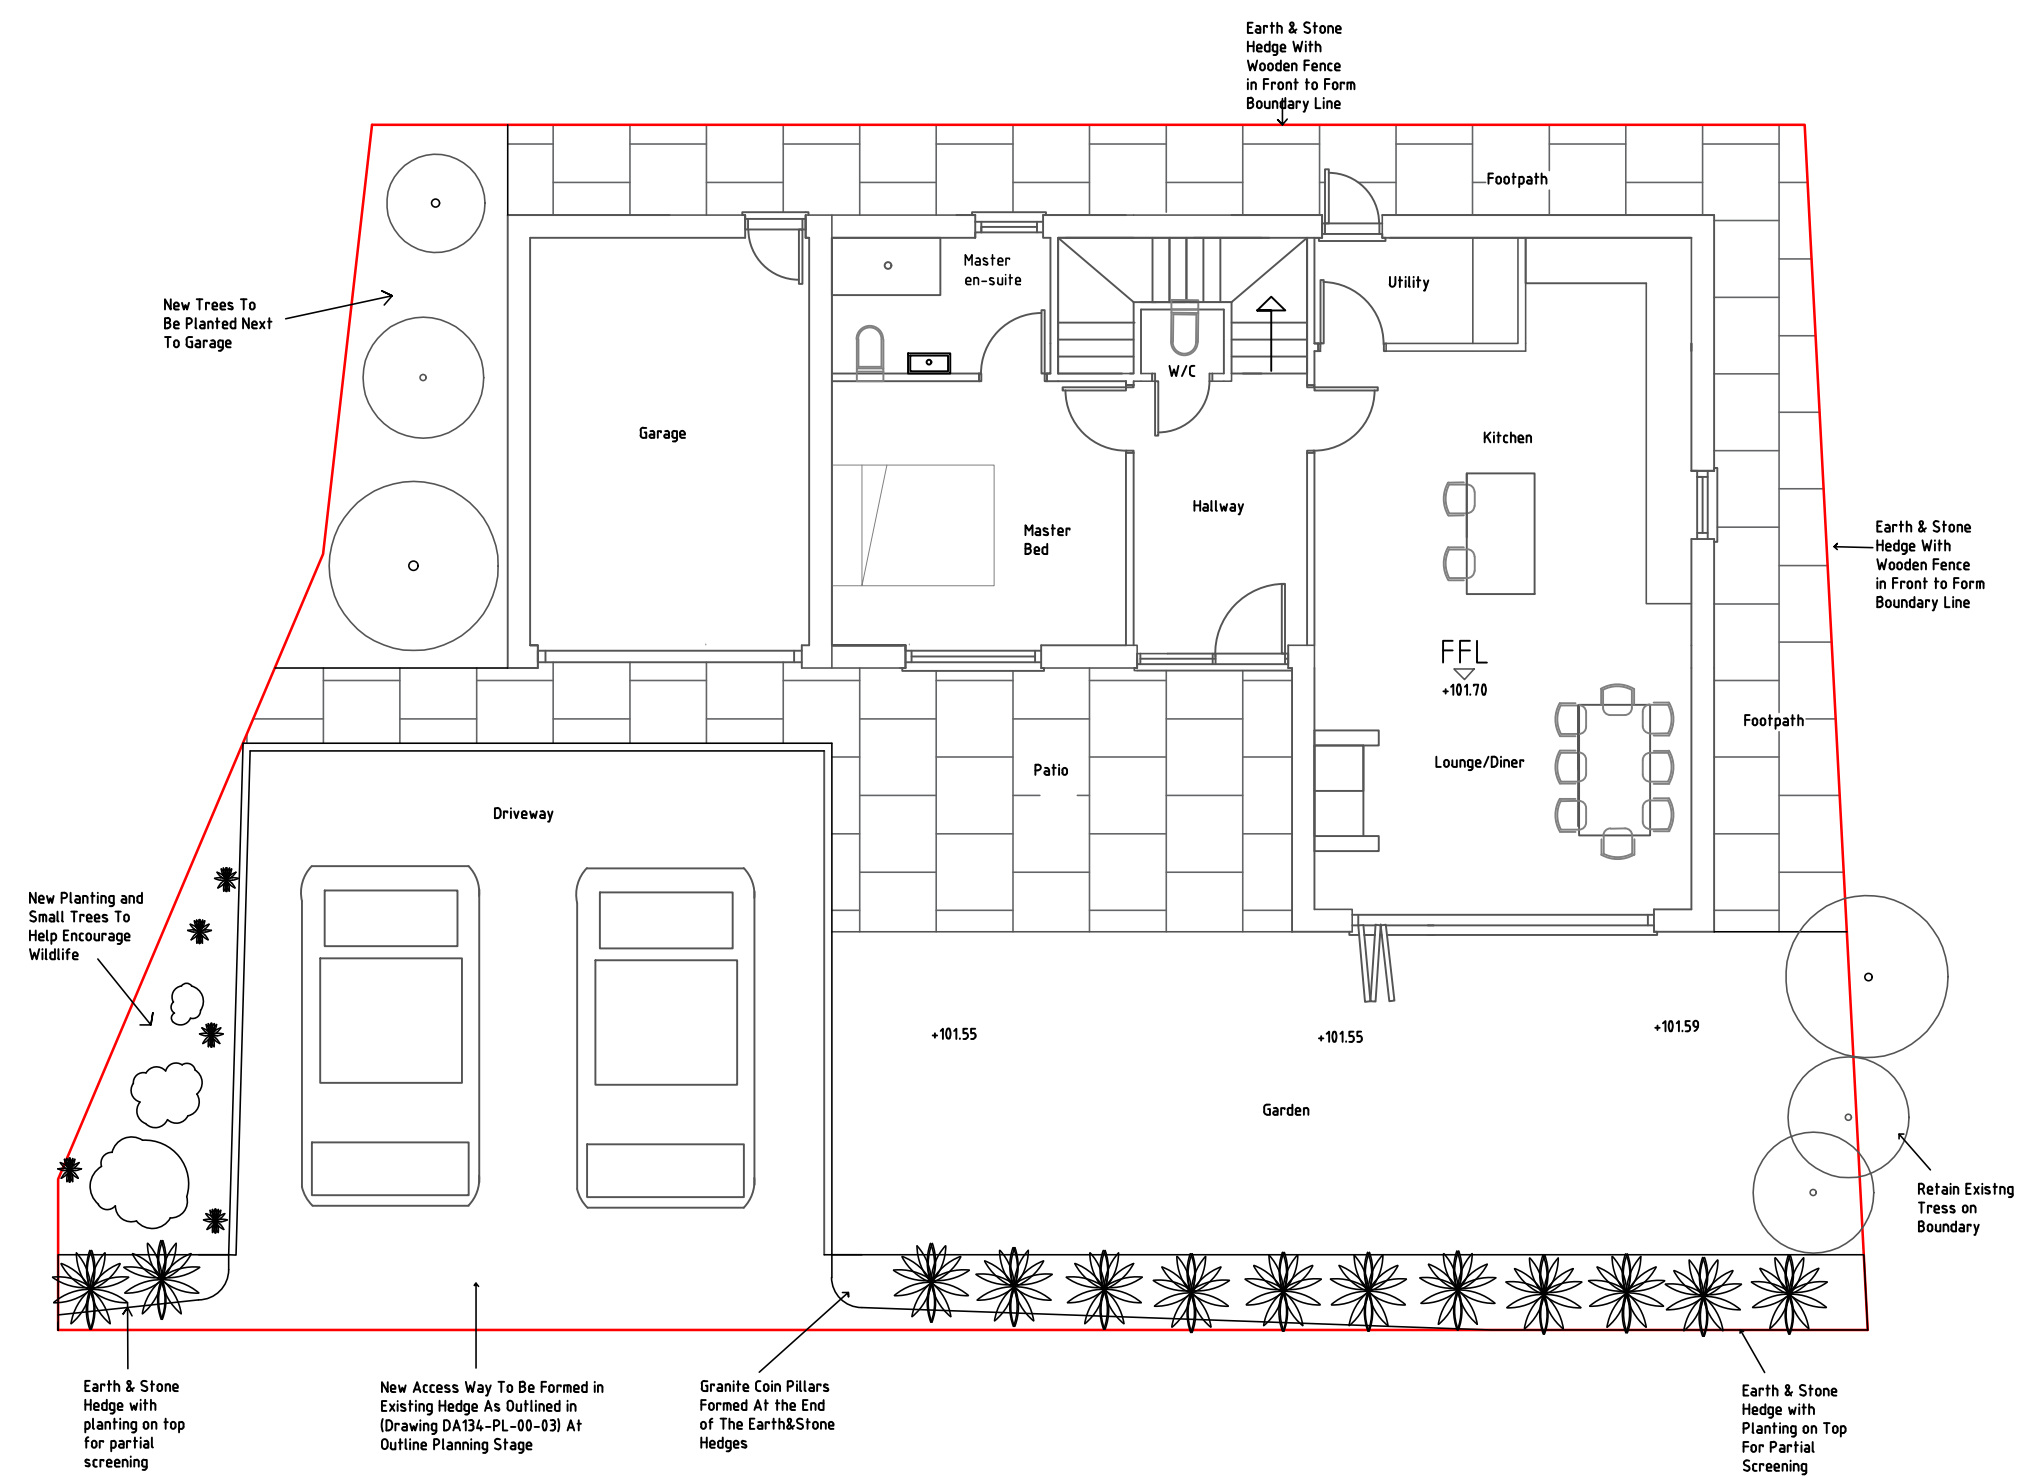 Earth & Stone
Hedge With
Wooden Fence
in Front to Form
Boundary Line
Footpath
Master
en-suite
Utility
New Trees To
Be Planted Next
To Garage
W/C
Garage
Kitchen
Hallway
Master
Bed
Earth & Stone
Hedge With
Wooden Fence
in Front to Form
Boundary Line
FFL
+101.70
Footpath
Lounge/Diner
Patio
Driveway
New Planting and
Small Trees To
Help Encourage
Wildlife
+101.55
+101.55
+101.59
Garden
Retain Existng
Tress on
Boundary
Earth & Stone
Hedge with
planting on top
for partial
screening
New Access Way To Be Formed in
Existing Hedge As Outlined in
(Drawing DA134-PL-00-03) At
Outline Planning Stage
Granite Coin Pillars
Formed At the End
of The Earth&Stone
Hedges
Earth & Stone
Hedge with
Planting on Top
For Partial
Screening